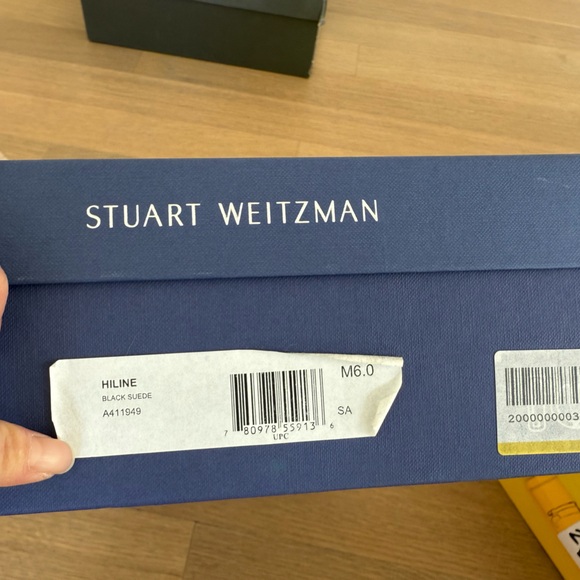 STUART WEITZMAN
HILINE
BLACK SUEDE
A411949
M6.0
SA
7 80978 55913 6
UPC
2000000003